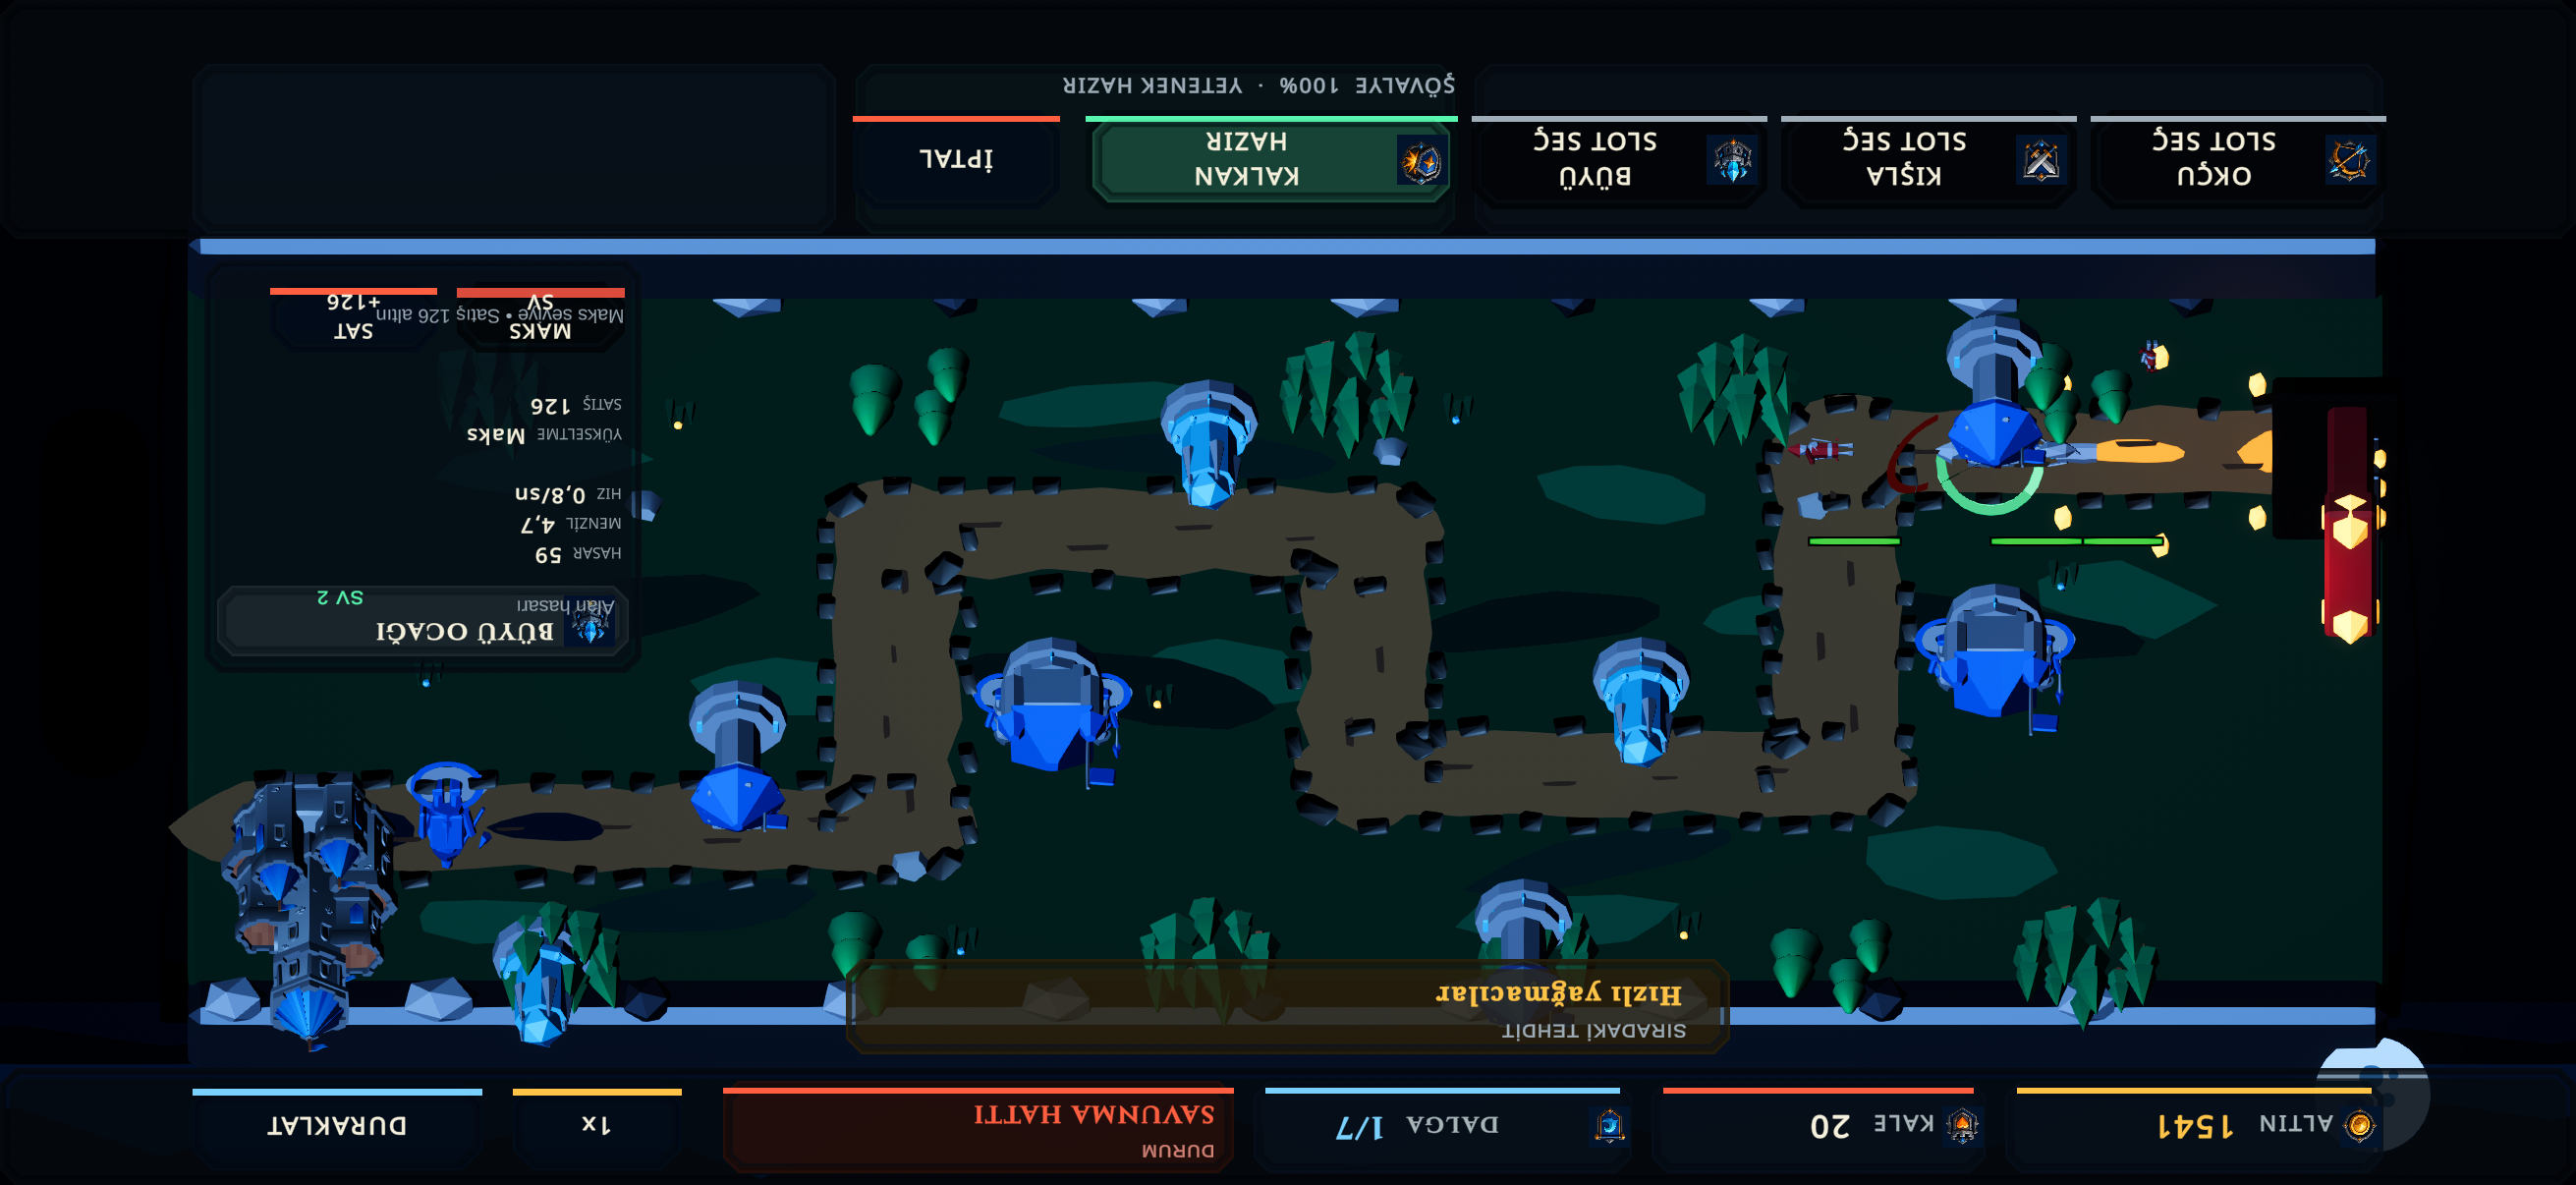 ALTIN 1541
KALE 20
DALGA 1/7
DURUM
SAVUNMA HATTI
1x
DURAKLAT
SIRADAKİ TEHDİT
Hızlı yağmacılar
BÜYÜ OCAĞI
Alan hasarı
SV 2
HASAR 59
MENZİL 4,7
HIZ 0,8/sn
YÜKSELTME Maks
SATIŞ 126
Maks seviye • Satış 126 altın
MAKS
SV
SAT
+126
OKÇU
SLOT SEÇ
KIŞLA
SLOT SEÇ
BÜYÜ
SLOT SEÇ
KALKAN
HAZIR
İPTAL
ŞÖVALYE 100% · YETENEK HAZIR